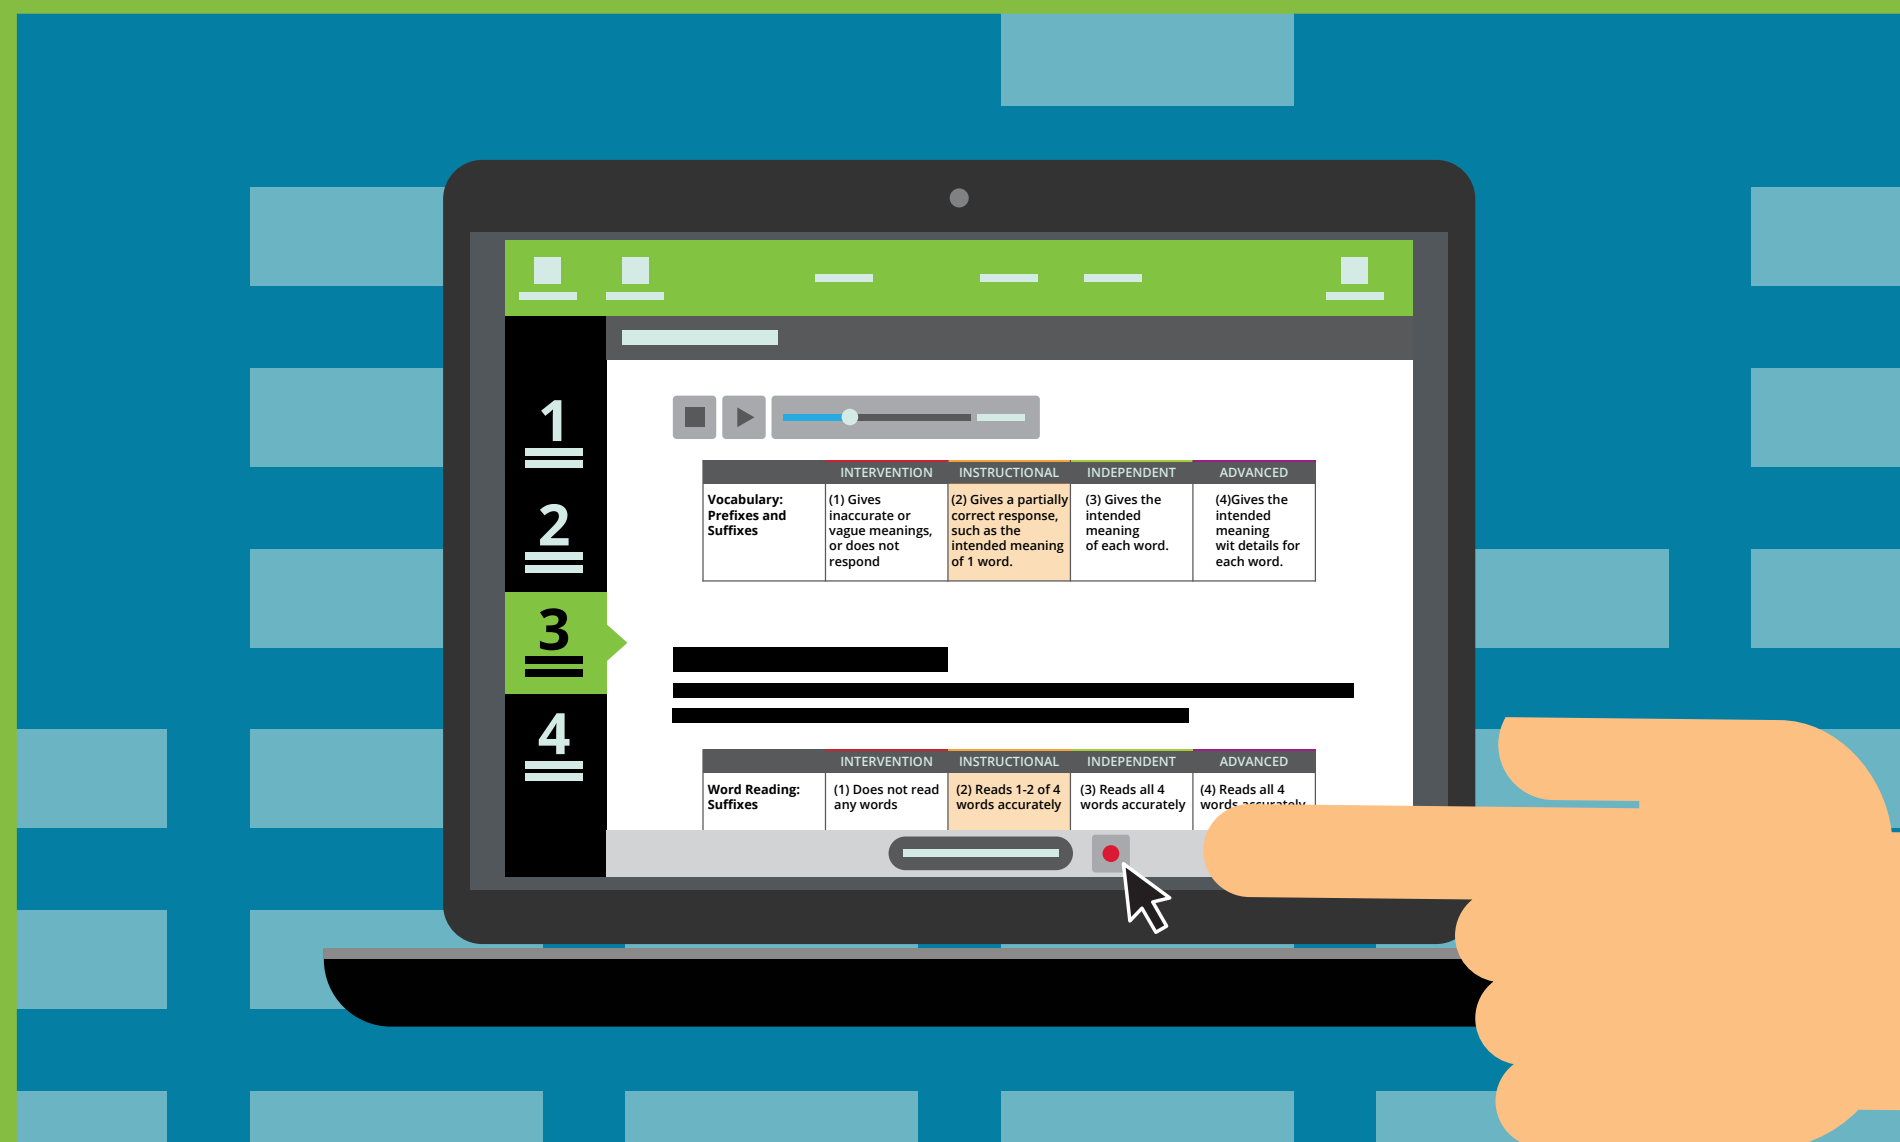 1
2
3
4
INTERVENTION INSTRUCTIONAL INDEPENDENT ADVANCED
Vocabulary:
Prefixes and
Suffixes
(1) Gives
inaccurate or
vague meanings,
or does not
respond
(2) Gives a partially
correct response,
such as the
intended meaning
of 1 word.
(3) Gives the
intended
meaning
of each word.
(4)Gives the
intended
meaning
wit details for
each word.
INTERVENTION INSTRUCTIONAL INDEPENDENT ADVANCED
Word Reading:
Suffixes
(1) Does not read
any words
(2) Reads 1-2 of 4
words accurately
(3) Reads all 4
words accurately
(4) Reads all 4
words accurately